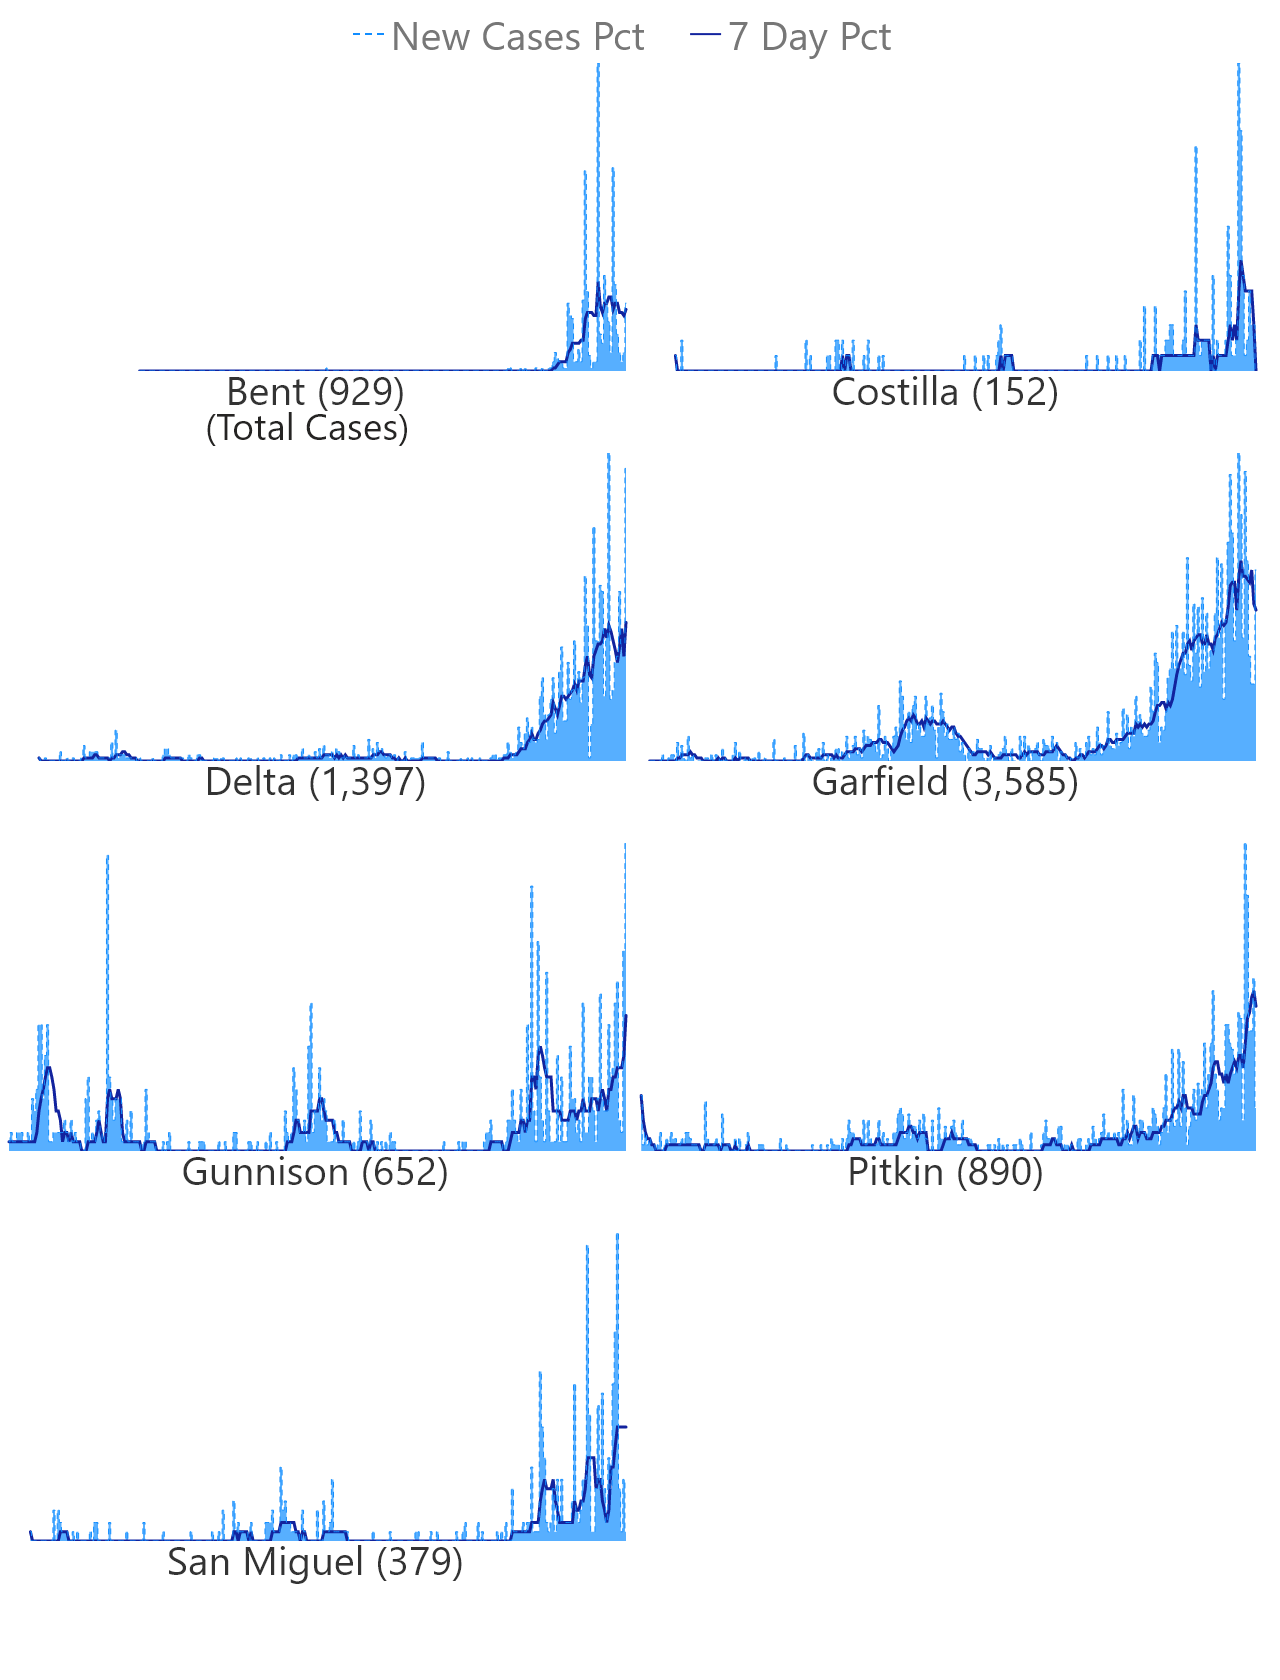 New Cases Pct 7 Day Pct
Bent (929)
(Total Cases)
Costilla (152)
Delta (1,397)
Garfield (3,585)
Gunnison (652)
Pitkin (890)
San Miguel (379)